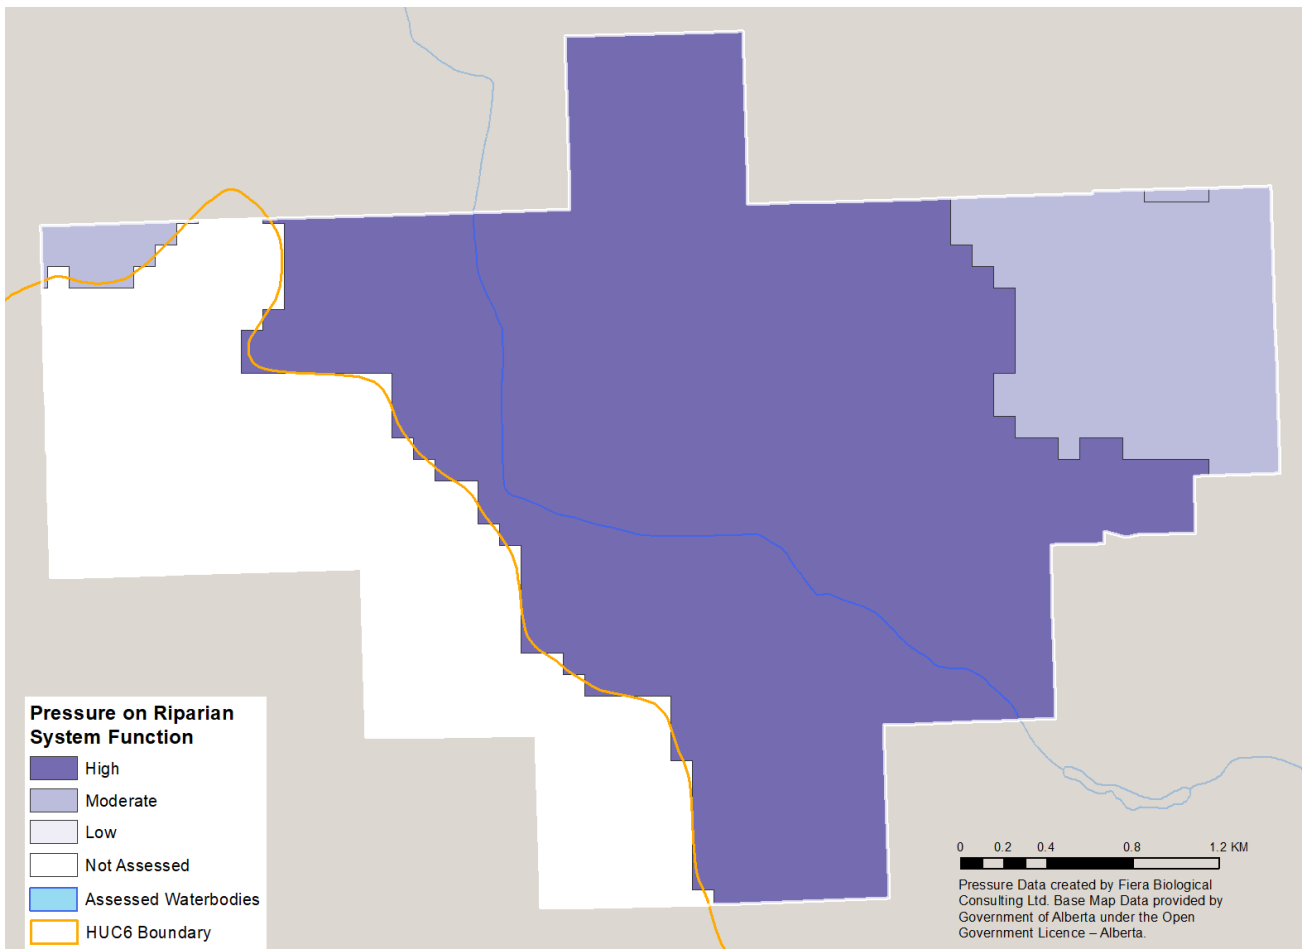 Pressure on Riparian
System Function
High
Moderate
Low
Not Assessed
Assessed Waterbodies
HUC6 Boundary
0 0.2 0.4 0.8 1.2 KM
Pressure Data created by Fiera Biological
Consulting Ltd. Base Map Data provided by
Government of Alberta under the Open
Government Licence – Alberta.